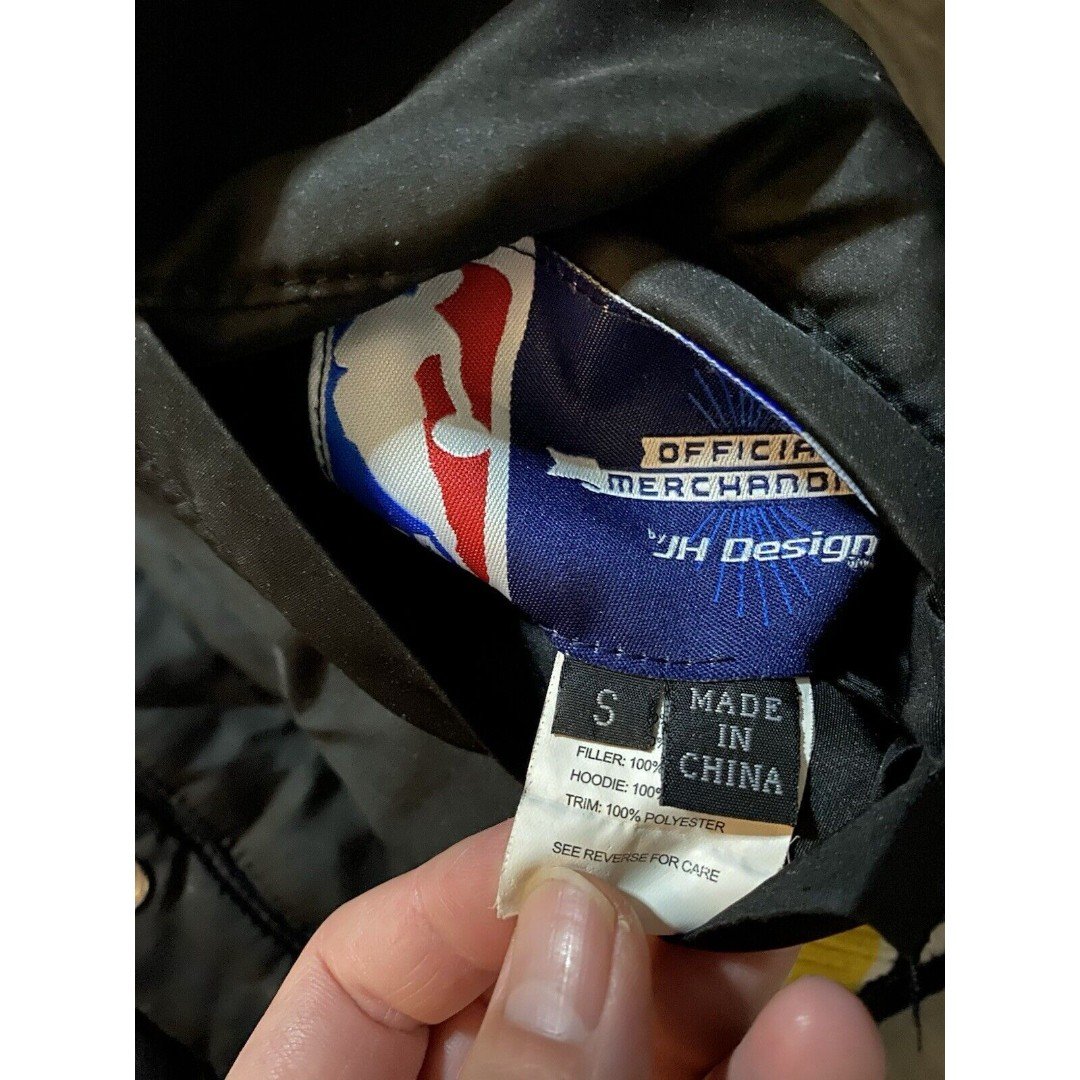 OFFICIA
MERCHANDI
JH Design
S
MADE
IN
CHINA
FILLER: 100%
HOODIE: 100%
TRIM: 100% POLYESTER
SEE REVERSE FOR CARE